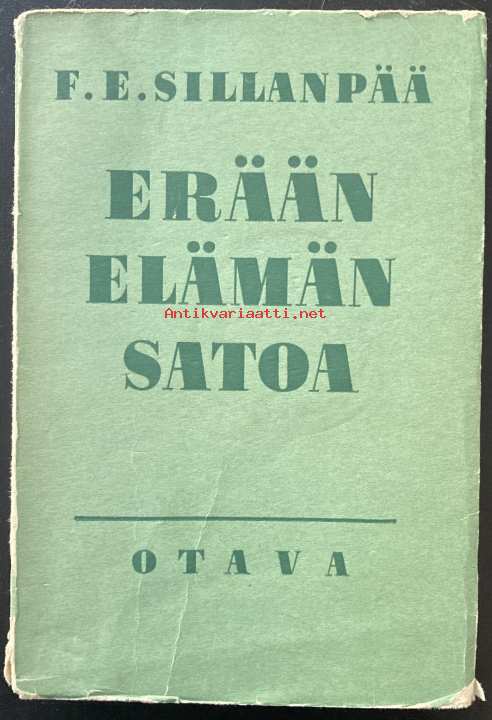 F. E. SILLANPÄÄ
ERÄÄN
ELÄMÄN
Antikvariaatti.net
SATOA
OTAVA